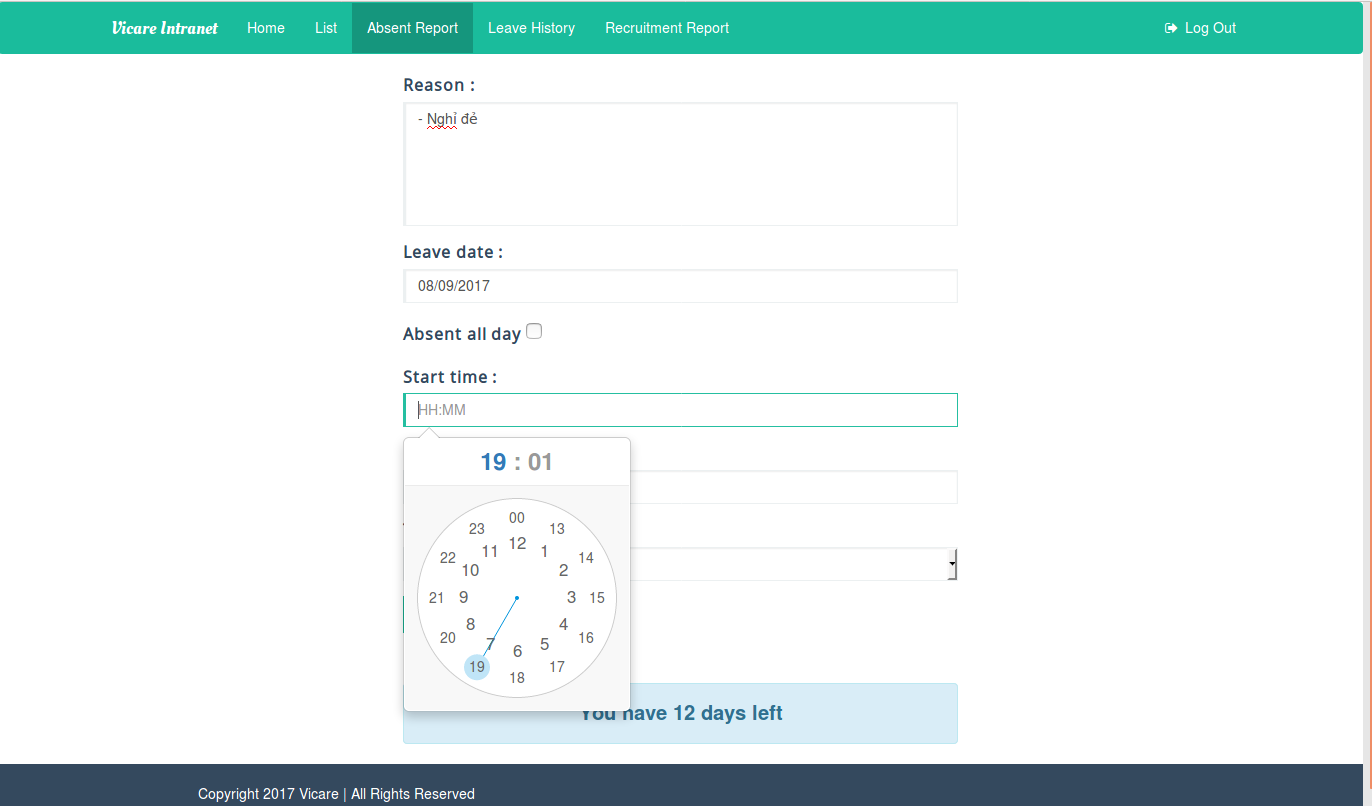 Vicare Intranet Home List Absent Report Leave History Recruitment Report Log Out
Reason :
- Nghỉ đẻ
Leave date :
08/09/2017
Absent all day
Start time :
HH:MM
19 : 01
00
23 13
12
11 1
22 14
10 2
21 9 3 15
8 4
20 16
7 5
6
19 17
18
You have 12 days left
Copyright 2017 Vicare | All Rights Reserved